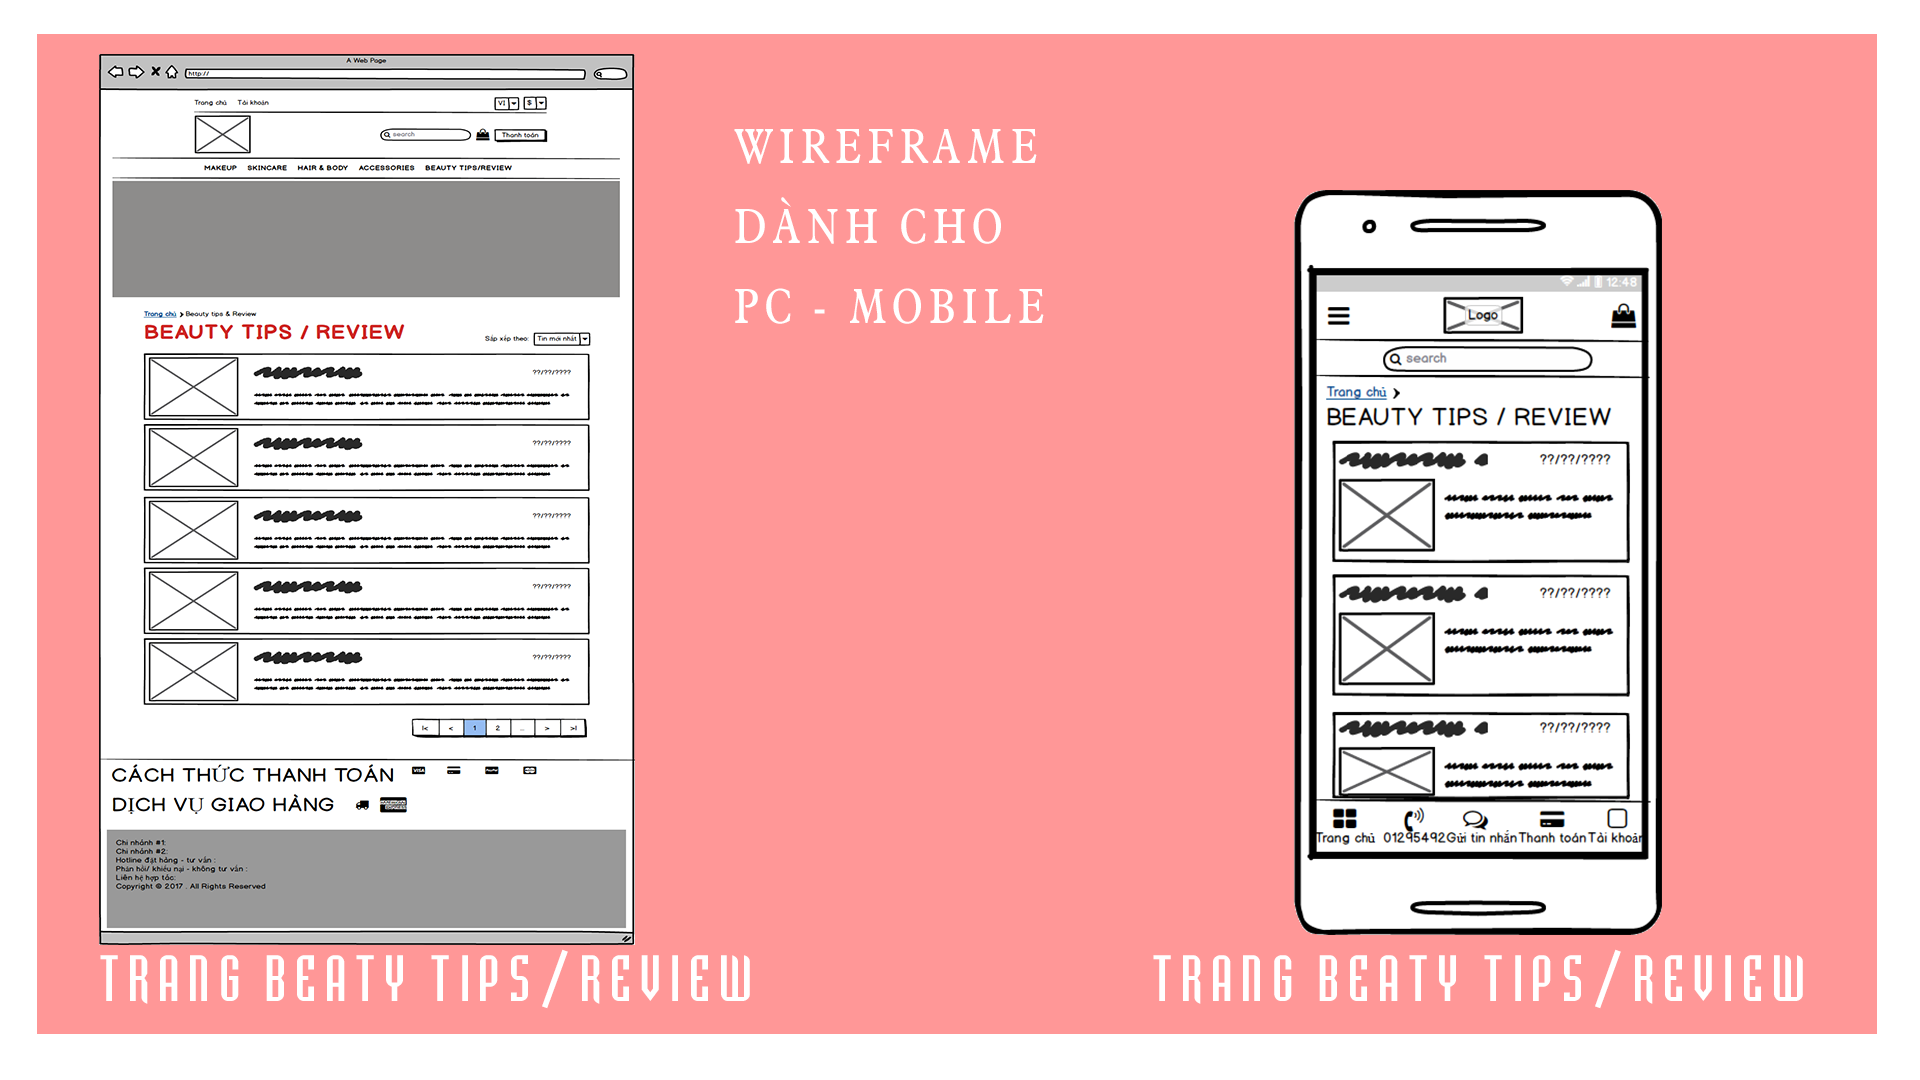 A Web Page
http://
Trang chủ Tài khoản VI $
search Thanh toán
MAKEUP SKINCARE HAIR & BODY ACCESSORIES BEAUTY TIPS/REVIEW
Trang chủ > Beauty tips & Review
BEAUTY TIPS / REVIEW
Sắp xếp theo: Tin mới nhất
??/??/????
??/??/????
??/??/????
??/??/????
??/??/????
|< < 1 2 ... > >|
CÁCH THỨC THANH TOÁN VISA
DỊCH VỤ GIAO HÀNG
Chi nhánh #1:
Chi nhánh #2:
Hotline đặt hàng - tư vấn :
Phản hồi/ khiếu nại - không tư vấn :
Liên hệ hợp tác:
Copyright © 2017 . All Rights Reserved
TRANG BEATY TIPS/REVIEW
WIREFRAME
DÀNH CHO
PC - MOBILE
12:48
Logo
search
Trang chủ >
BEAUTY TIPS / REVIEW
??/??/????
??/??/????
??/??/????
Trang chủ 01295492 Gửi tin nhắn Thanh toán Tài khoản
TRANG BEATY TIPS/REVIEW